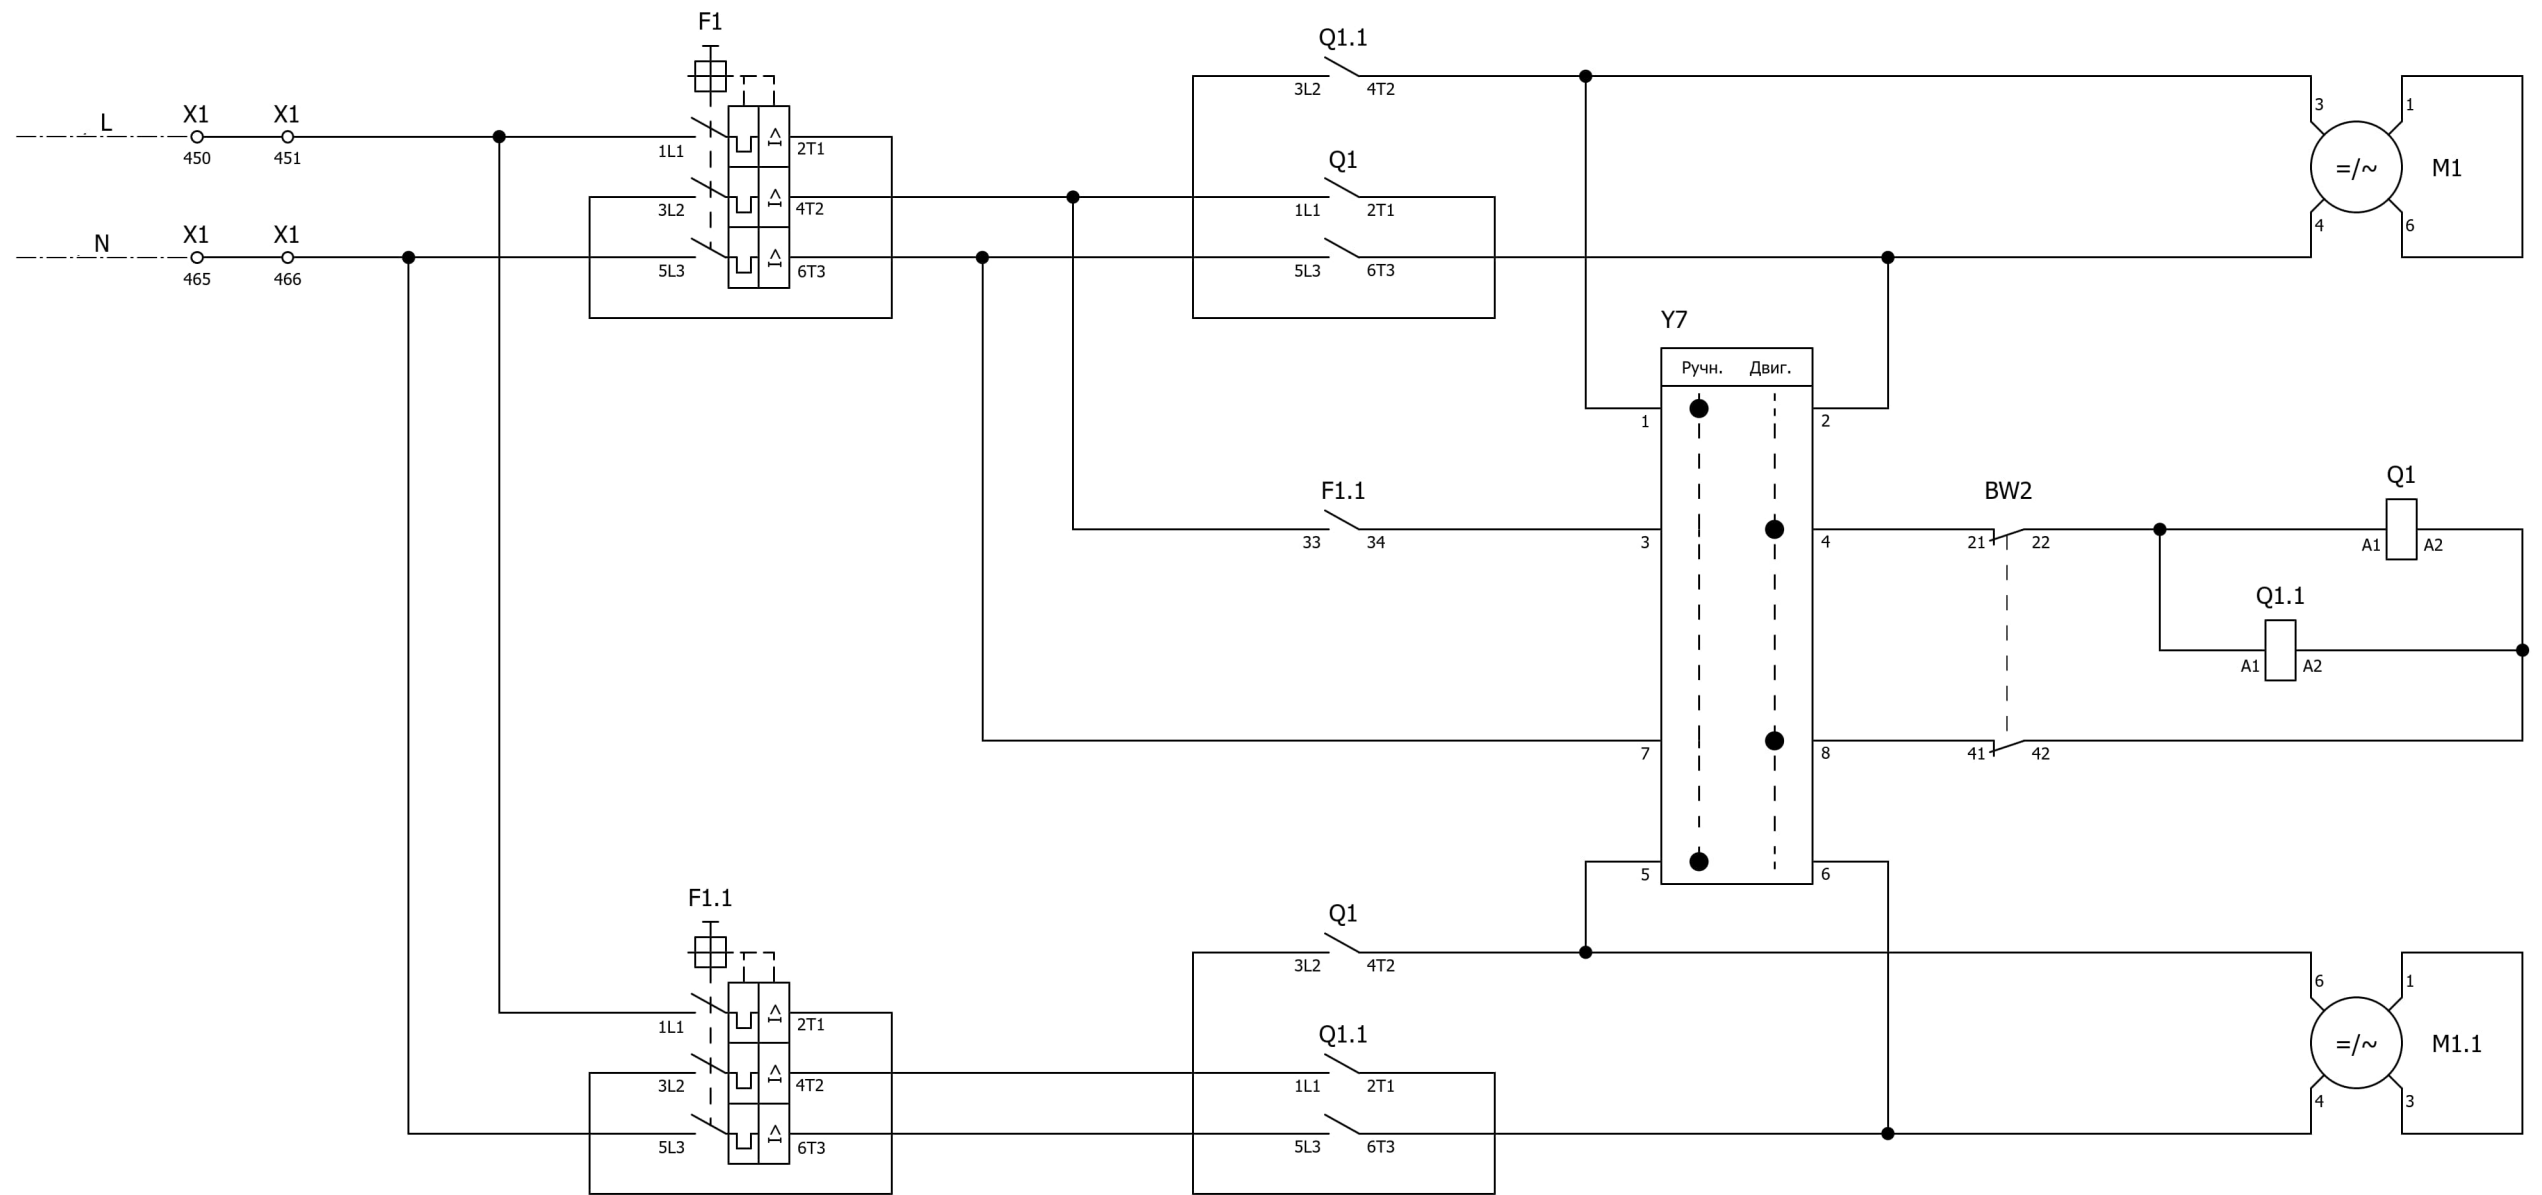 F1
Q1.1
3L2 4T2
3 1
L X1 X1
450 451
1L1 2T1
I>
Q1
=/~ M1
3L2 4T2
I>
1L1 2T1
N X1 X1
465 466
4 6
5L3 6T3
I>
5L3 6T3
Y7
Ручн. Двиг.
1 2
F1.1
33 34
3 4
BW2
21 22
Q1
A1 A2
Q1.1
A1 A2
7 8
41 42
5 6
F1.1
Q1
3L2 4T2
6 1
1L1 2T1
I>
Q1.1
=/~ M1.1
3L2 4T2
I>
1L1 2T1
4 3
5L3 6T3
I>
5L3 6T3